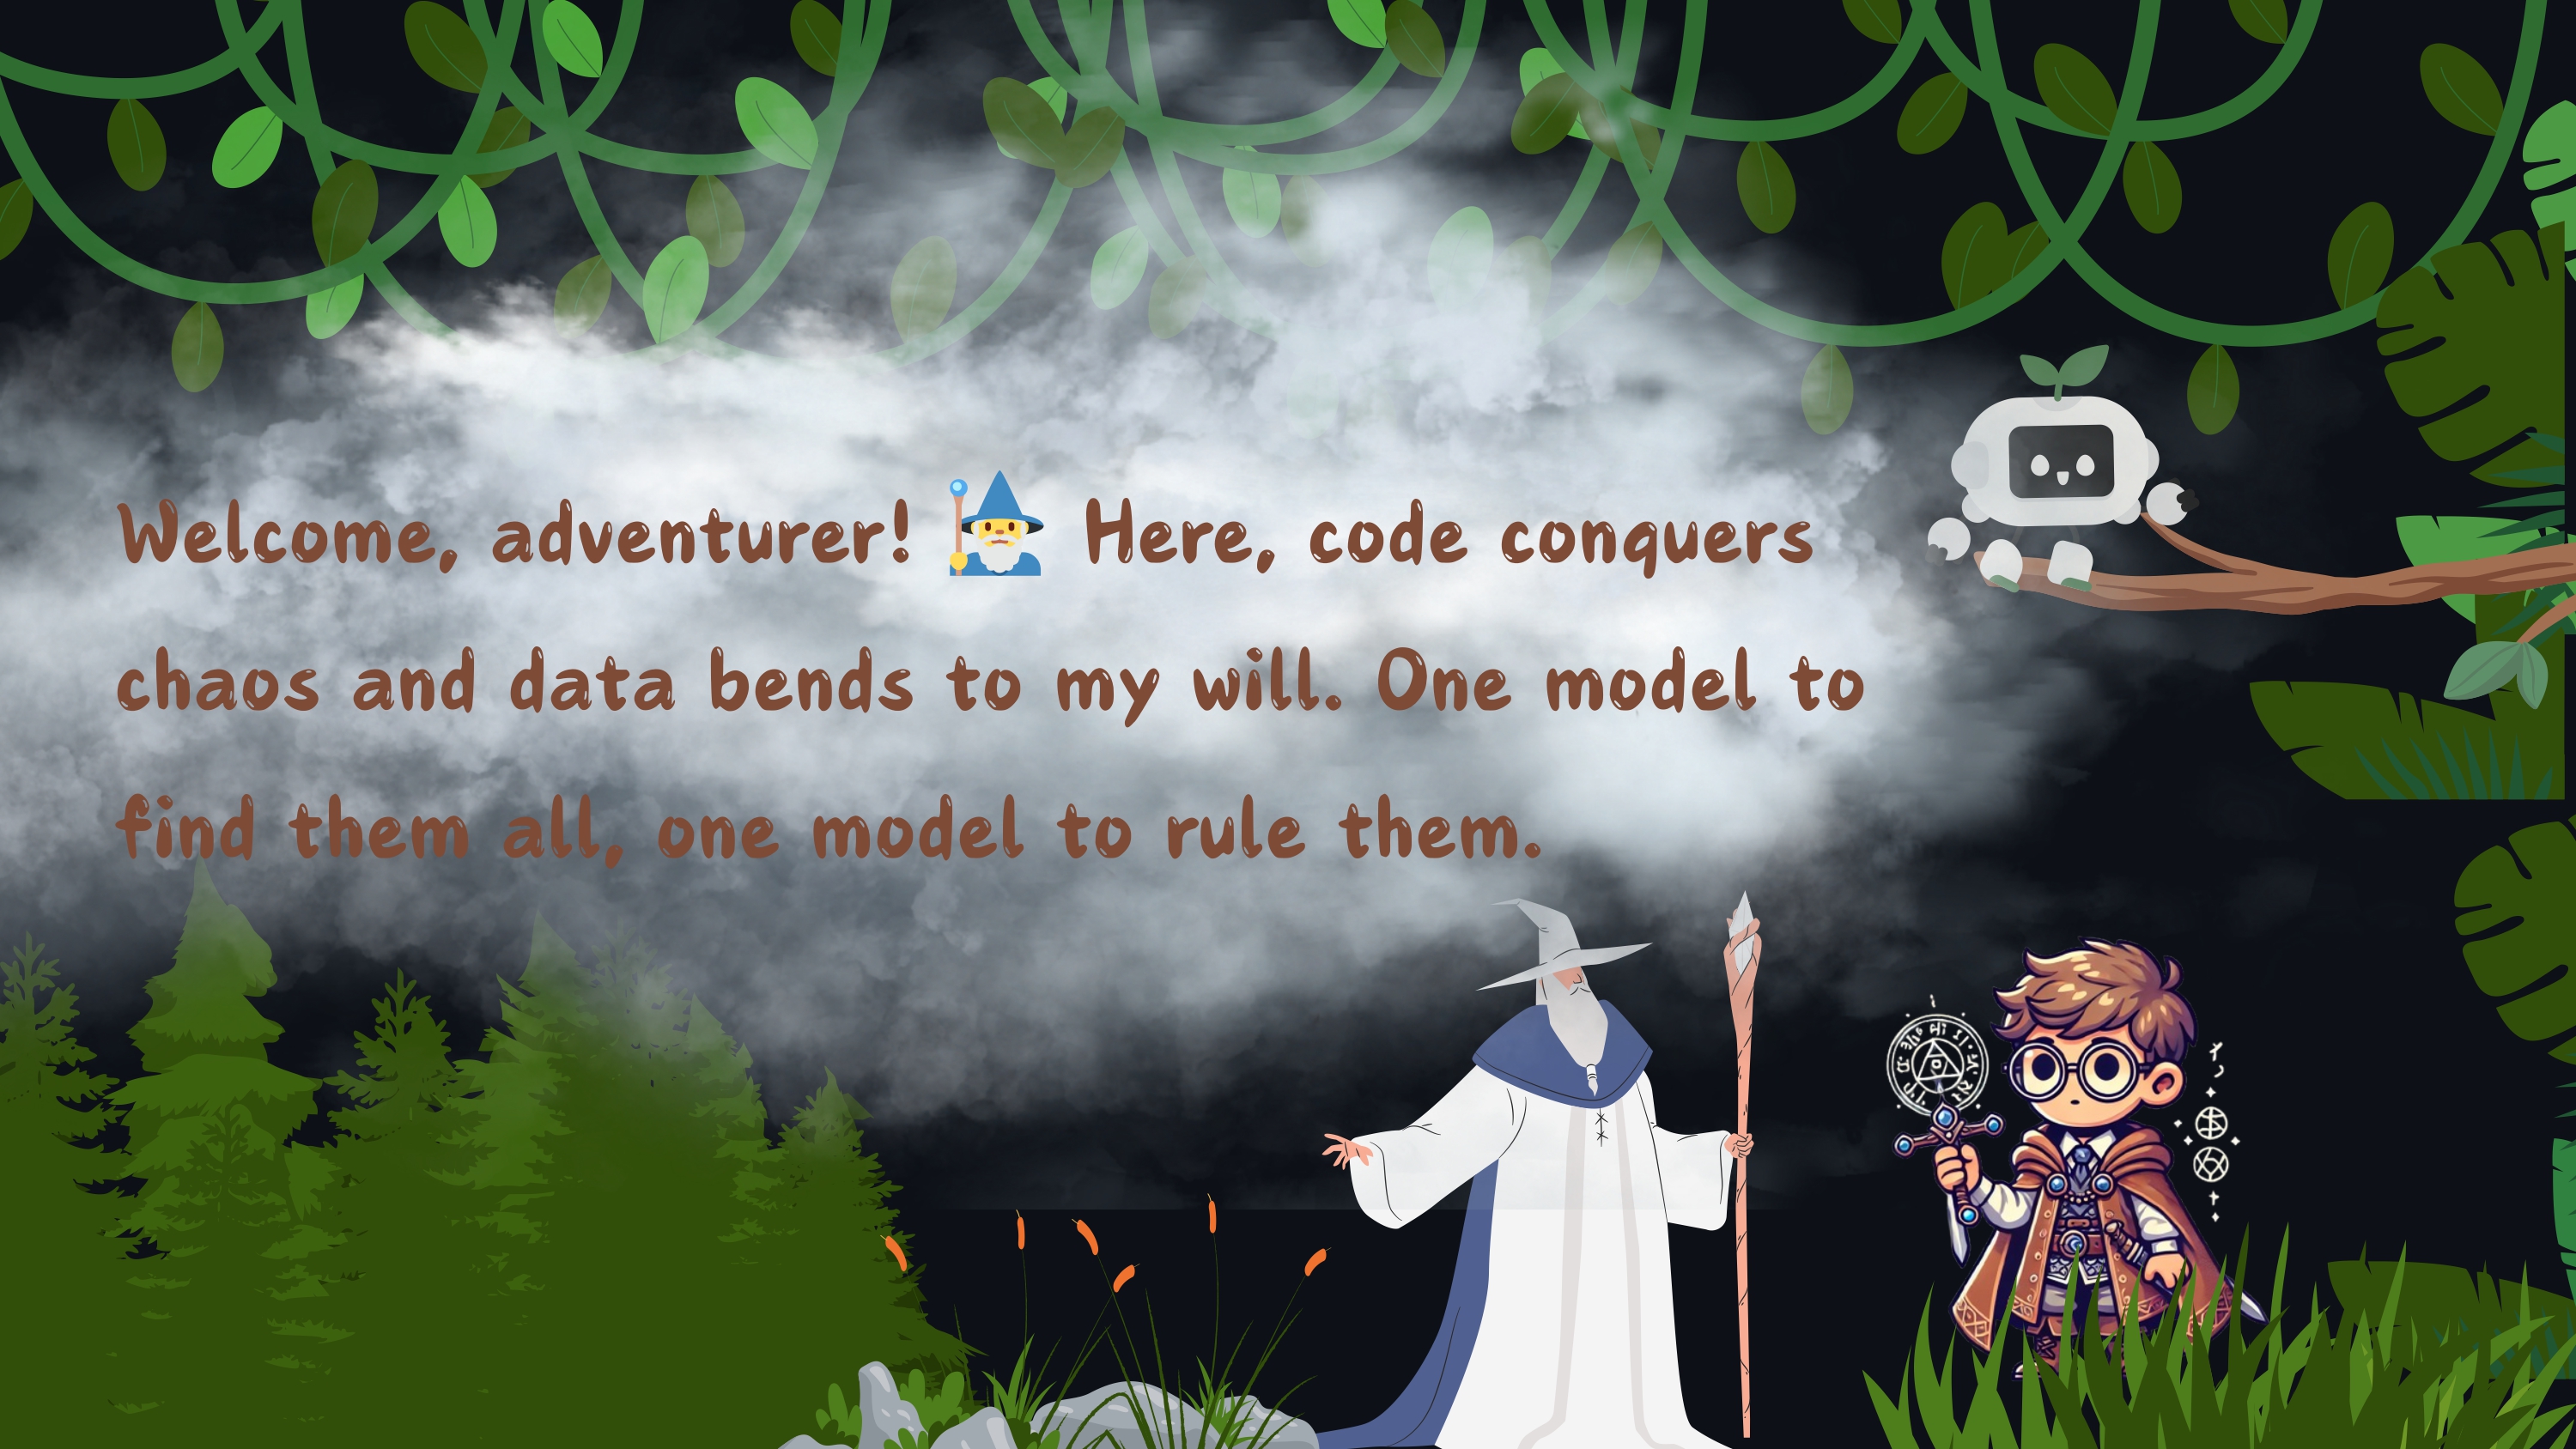 Welcome, adventurer! 🧙‍♂️ Here, code conquers
chaos and data bends to my will. One model to
find them all, one model to rule them.